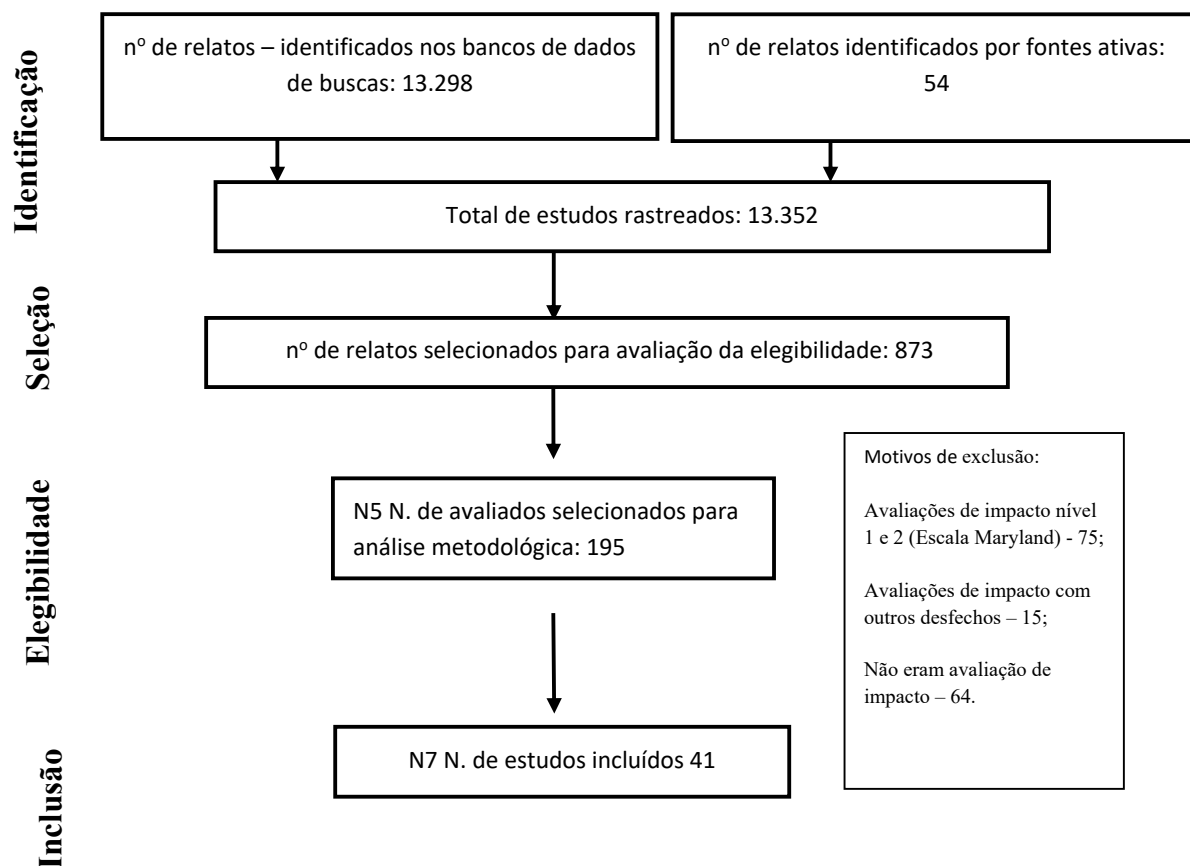 Identificação
nº de relatos – identificados nos bancos de dados
de buscas: 13.298
nº de relatos identificados por fontes ativas:
54
Total de estudos rastreados: 13.352
Seleção
nº de relatos selecionados para avaliação da elegibilidade: 873
Elegibilidade
N5 N. de avaliados selecionados para
análise metodológica: 195
Motivos de exclusão:
Avaliações de impacto nível
1 e 2 (Escala Maryland) - 75;
Avaliações de impacto com
outros desfechos – 15;
Não eram avaliação de
impacto – 64.
Inclusão
N7 N. de estudos incluídos 41